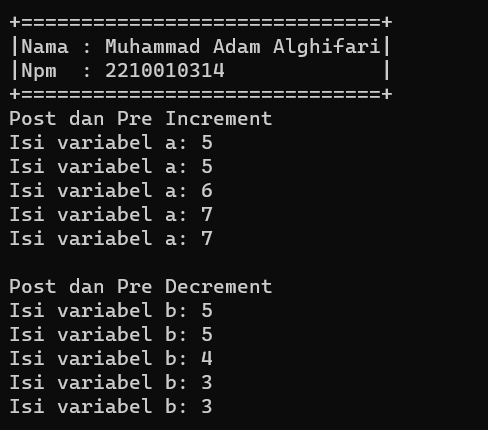 +==============================+
|Nama : Muhammad Adam Alghifari|
|Npm  : 2210010314             |
+==============================+
Post dan Pre Increment
Isi variabel a: 5
Isi variabel a: 5
Isi variabel a: 6
Isi variabel a: 7
Isi variabel a: 7

Post dan Pre Decrement
Isi variabel b: 5
Isi variabel b: 5
Isi variabel b: 4
Isi variabel b: 3
Isi variabel b: 3